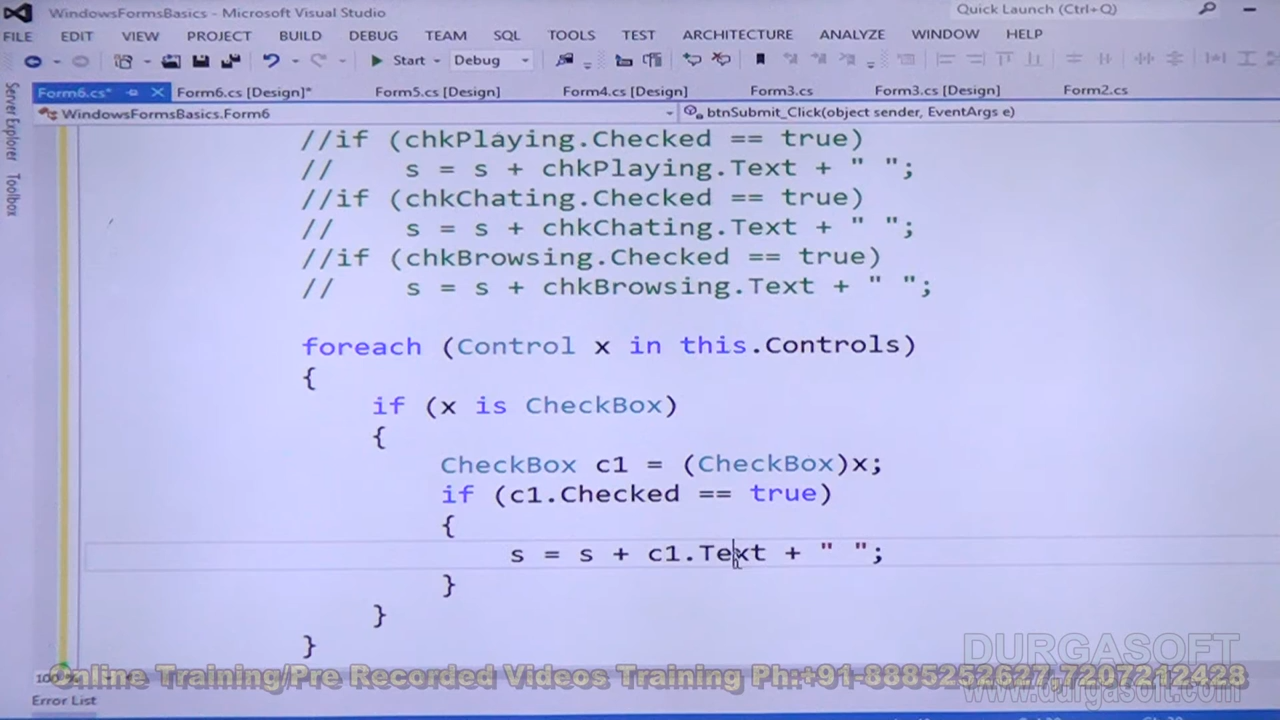 WindowsFormsBasics - Microsoft Visual Studio
Quick Launch (Ctrl+Q)
FILE EDIT VIEW PROJECT BUILD DEBUG TEAM SQL TOOLS TEST ARCHITECTURE ANALYZE WINDOW HELP
Start Debug
Form6.cs* Form6.cs [Design]* Form5.cs [Design] Form4.cs [Design] Form3.cs Form3.cs [Design] Form2.cs
WindowsFormsBasics.Form6 btnSubmit_Click(object sender, EventArgs e)
Server Explorer
Toolbox
//if (chkPlaying.Checked == true)
// s = s + chkPlaying.Text + " ";
//if (chkChating.Checked == true)
// s = s + chkChating.Text + " ";
//if (chkBrowsing.Checked == true)
// s = s + chkBrowsing.Text + " ";
foreach (Control x in this.Controls)
{
if (x is CheckBox)
{
CheckBox c1 = (CheckBox)x;
if (c1.Checked == true)
{
s = s + c1.Text + " ";
}
}
}
DURGASOFT
Online Training/Pre Recorded Videos Training Ph:+91-8885252627,7207212428
www.durgasoft.com
Error List